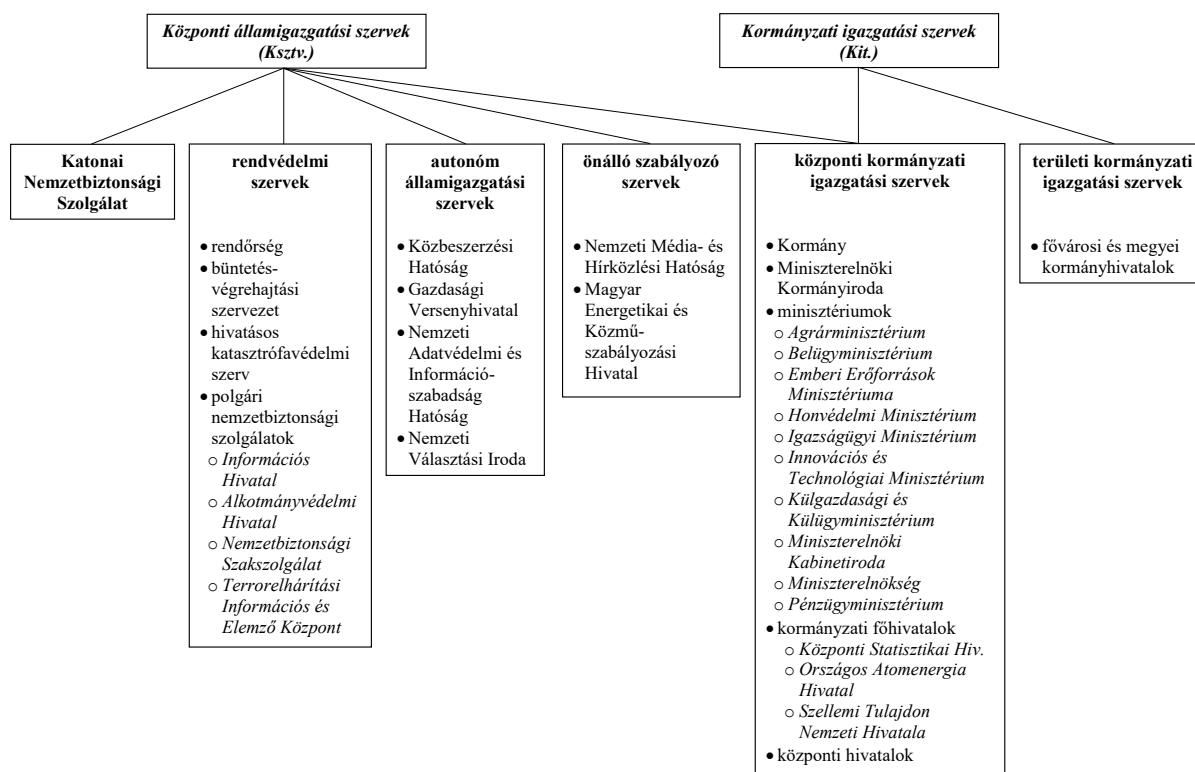 Központi államigazgatási szervek
(Ksztv.)
Kormányzati igazgatási szervek
(Kit.)
Katonai
Nemzetbiztonsági
Szolgálat
rendvédelmi
szervek
• rendőrség
• büntetés-
végrehajtási
szervezet
• hivatásos
katasztrófavédelmi
szerv
• polgári
nemzetbiztonsági
szolgálatok
o Információs
Hivatal
o Alkotmányvédelmi
Hivatal
o Nemzetbiztonsági
Szakszolgálat
o Terrorelhárítási
Információs és
Elemző Központ
autonóm
államigazgatási
szervek
• Közbeszerzési
Hatóság
• Gazdasági
Versenyhivatal
• Nemzeti
Adatvédelmi és
Információ-
szabadság
Hatóság
• Nemzeti
Választási Iroda
önálló szabályozó
szervek
• Nemzeti Média- és
Hírközlési Hatóság
• Magyar
Energetikai és
Közmű-
szabályozási
Hivatal
központi kormányzati
igazgatási szervek
• Kormány
• Miniszterelnöki
Kormányiroda
• minisztériumok
o Agrárminisztérium
o Belügyminisztérium
o Emberi Erőforrások
Minisztériuma
o Honvédelmi Minisztérium
o Igazságügyi Minisztérium
o Innovációs és
Technológiai Minisztérium
o Külgazdasági és
Külügyminisztérium
o Miniszterelnöki
Kabinetiroda
o Miniszterelnökség
o Pénzügyminisztérium
• kormányzati főhivatalok
o Központi Statisztikai Hiv.
o Országos Atomenergia
Hivatal
o Szellemi Tulajdon
Nemzeti Hivatala
• központi hivatalok
területi kormányzati
igazgatási szervek
• fővárosi és megyei
kormányhivatalok